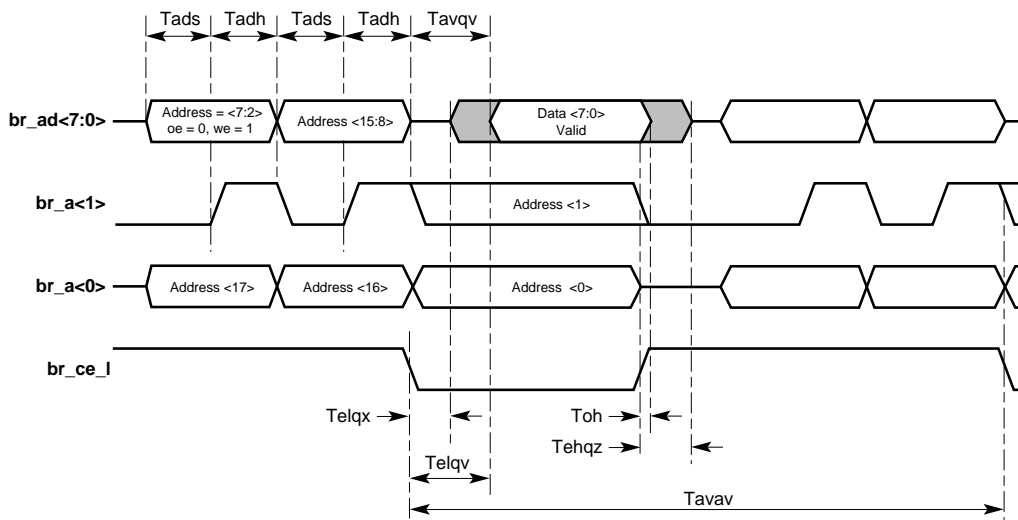 Tads Tadh Tads Tadh Tavqv
br_ad<7:0>
Address = <7:2>
oe = 0, we = 1
Address <15:8>
Data <7:0>
Valid
br_a<1>
Address <1>
br_a<0>
Address <17>
Address <16>
Address <0>
br_ce_l
Telqx
Toh
Tehqz
Telqv
Tavav